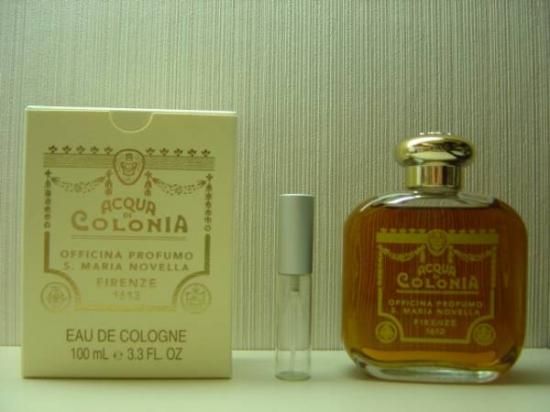 ACQUA
DI
COLONIA
OFFICINA PROFUMO
S. MARIA NOVELLA
FIRENZE
1612
EAU DE COLOGNE
100 mL e 3.3 FL. OZ
ACQUA
DI
COLONIA
OFFICINA PROFUMO
S. MARIA NOVELLA
FIRENZE
1612